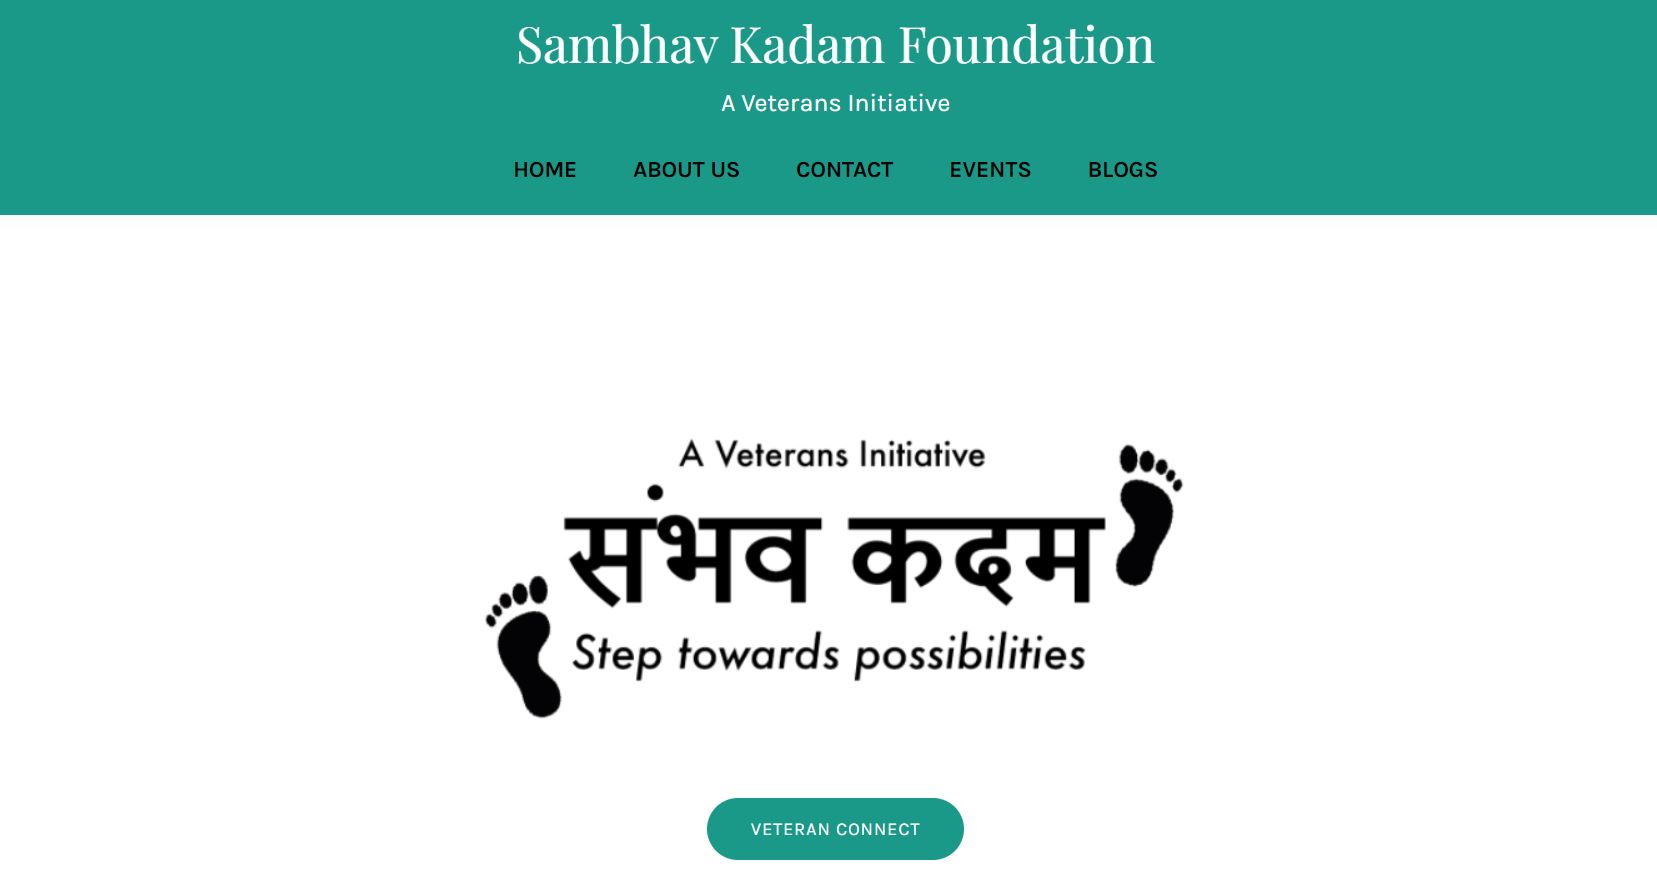 Sambhav Kadam Foundation
A Veterans Initiative
HOME ABOUT US CONTACT EVENTS BLOGS
A Veterans Initiative
संभव कदम
Step towards possibilities
VETERAN CONNECT